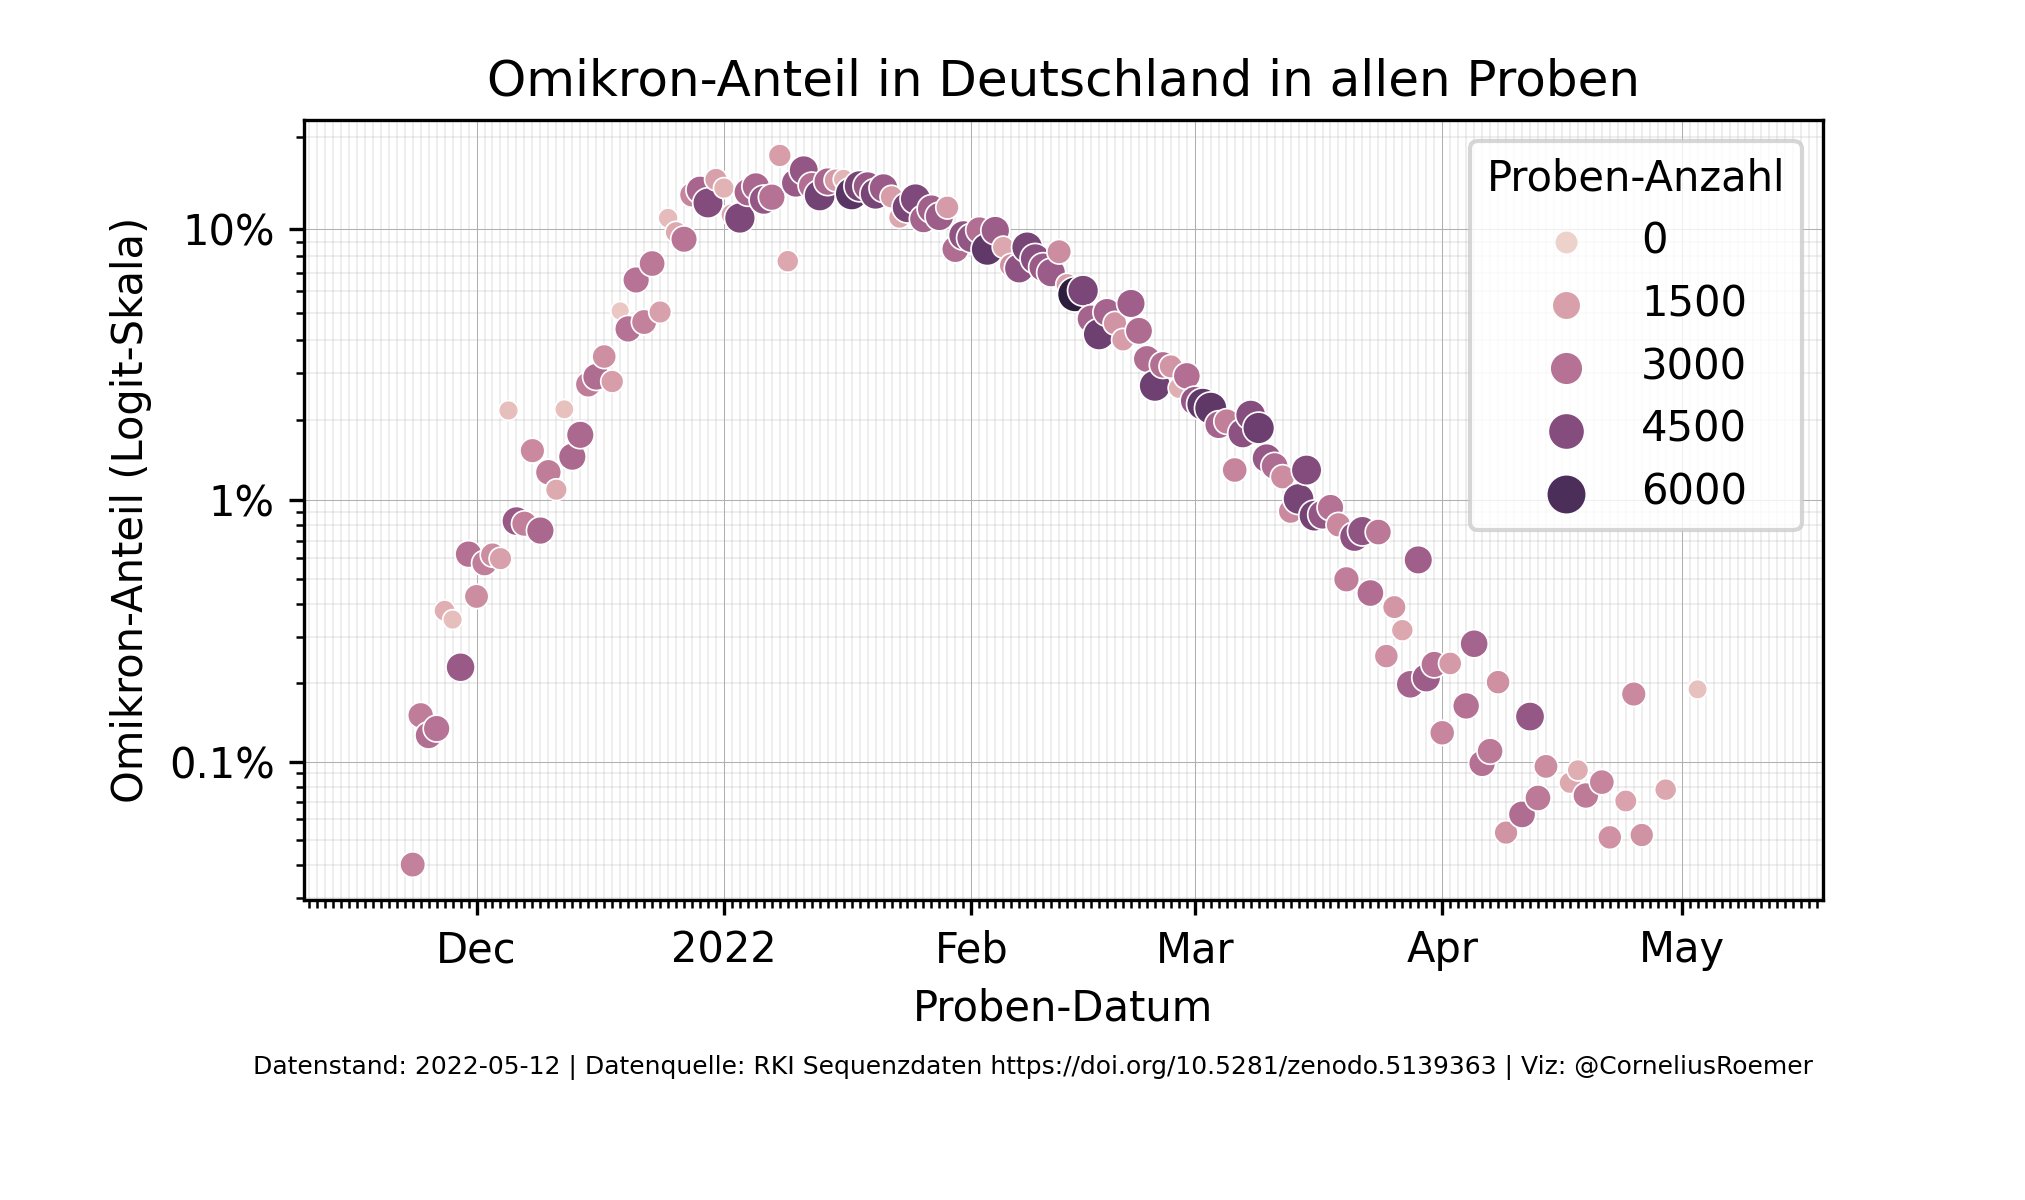 Omikron-Anteil in Deutschland in allen Proben
Omikron-Anteil (Logit-Skala)
10%
1%
0.1%
Proben-Anzahl
0
1500
3000
4500
6000
Dec
2022
Feb
Mar
Apr
May
Proben-Datum
Datenstand: 2022-05-12 | Datenquelle: RKI Sequenzdaten https://doi.org/10.5281/zenodo.5139363 | Viz: @CorneliusRoemer